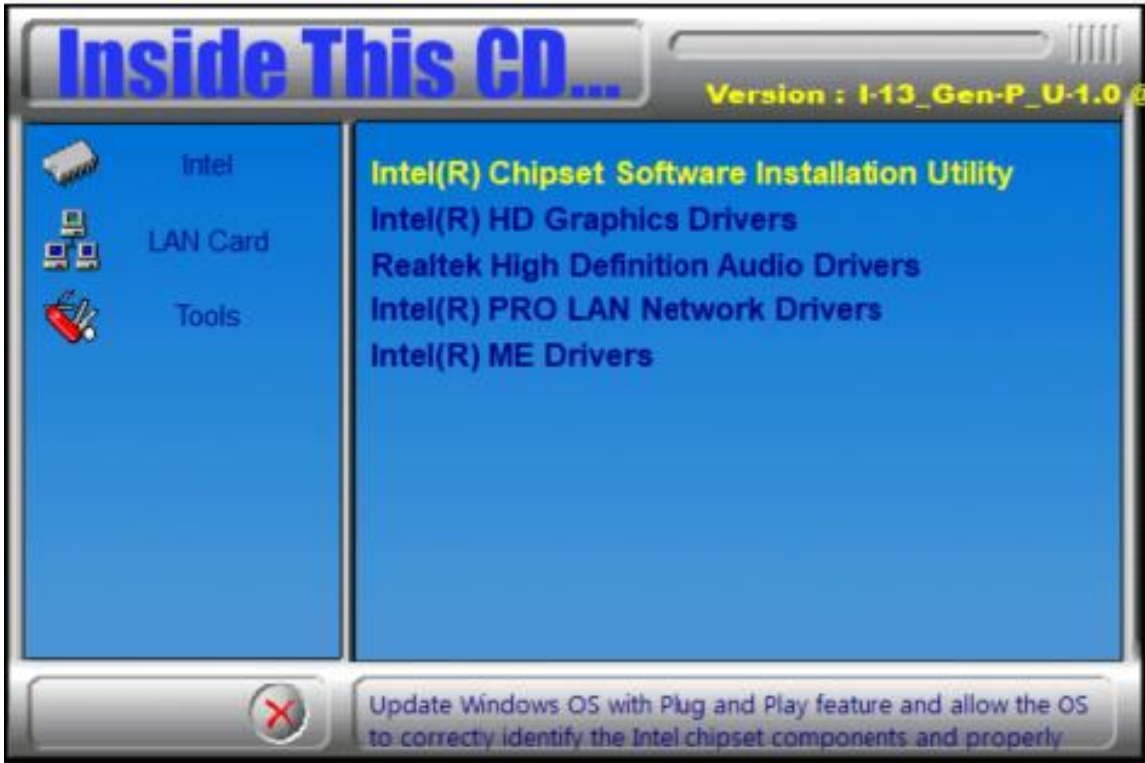 Inside This CD...
Version : I-13_Gen-P_U-1.0
Intel
LAN Card
Tools
Intel(R) Chipset Software Installation Utility
Intel(R) HD Graphics Drivers
Realtek High Definition Audio Drivers
Intel(R) PRO LAN Network Drivers
Intel(R) ME Drivers
Update Windows OS with Plug and Play feature and allow the OS
to correctly identify the Intel chipset components and properly